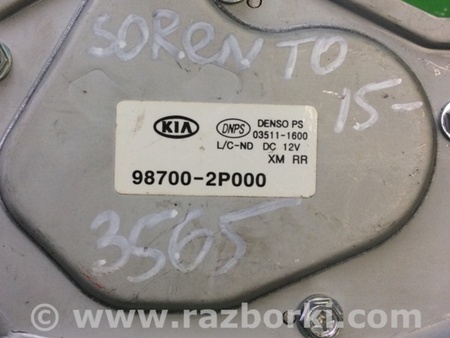 SORENTO
15-
KIA
DNPS
DENSO PS
03511-1600
L/C-ND DC 12V
XM RR
98700-2P000
3565
© www.razborki.com